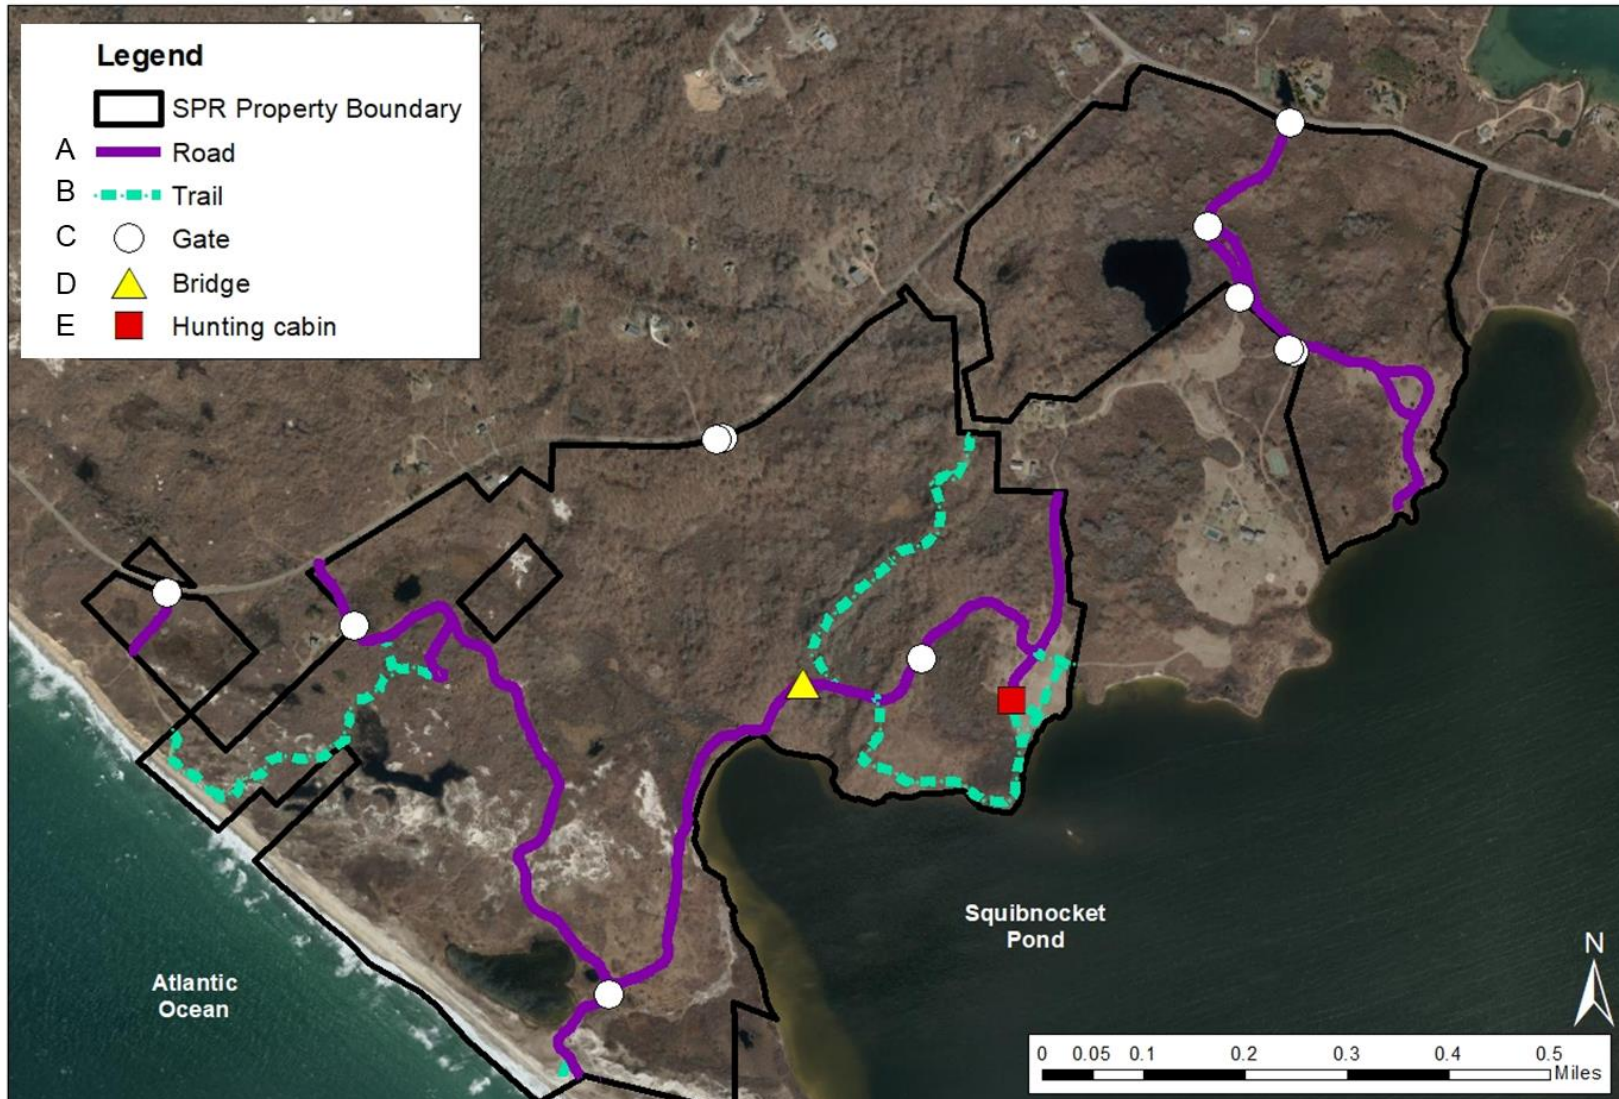 Legend
SPR Property Boundary
A Road
B Trail
C Gate
D Bridge
E Hunting cabin
Squibnocket
Pond
Atlantic
Ocean
N
0 0.05 0.1 0.2 0.3 0.4 0.5
Miles